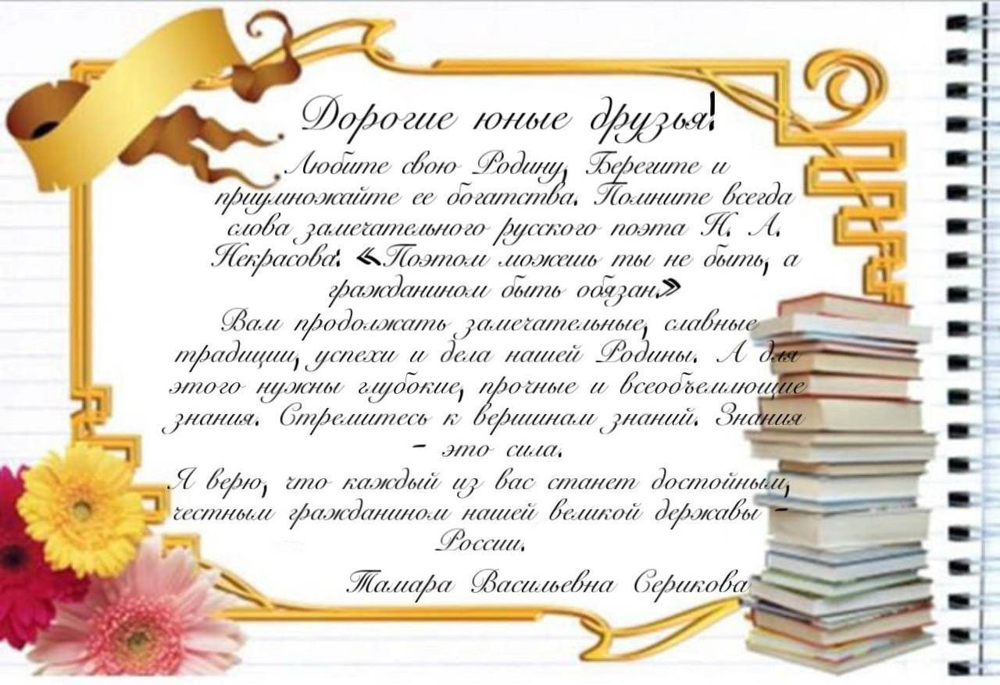 Дорогие юные друзья!
Любите свою Родину, Берегите и
приумножайте ее богатства. Помните всегда
слова замечательного русского поэта Н. А.
Некрасова: «Поэтом можешь ты не быть, а
гражданином быть обязан.»
Вам продолжать замечательные, славные
традиции, успехи и дела нашей Родины. А для
этого нужны глубокие, прочные и всеобъемлющие
знания. Стремитесь к вершинам знаний. Знания
- это сила.
Я верю, что каждый из вас станет достойным,
честным гражданином нашей великой державы -
России.
Тамара Васильевна Серикова